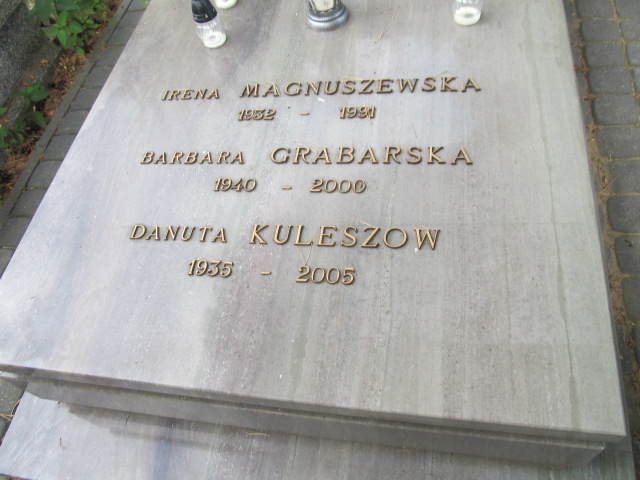 IRENA MAGNUSZEWSKA
1932 - 1991
BARBARA GRABARSKA
1940 - 2000
DANUTA KULESZOW
1935 - 2005